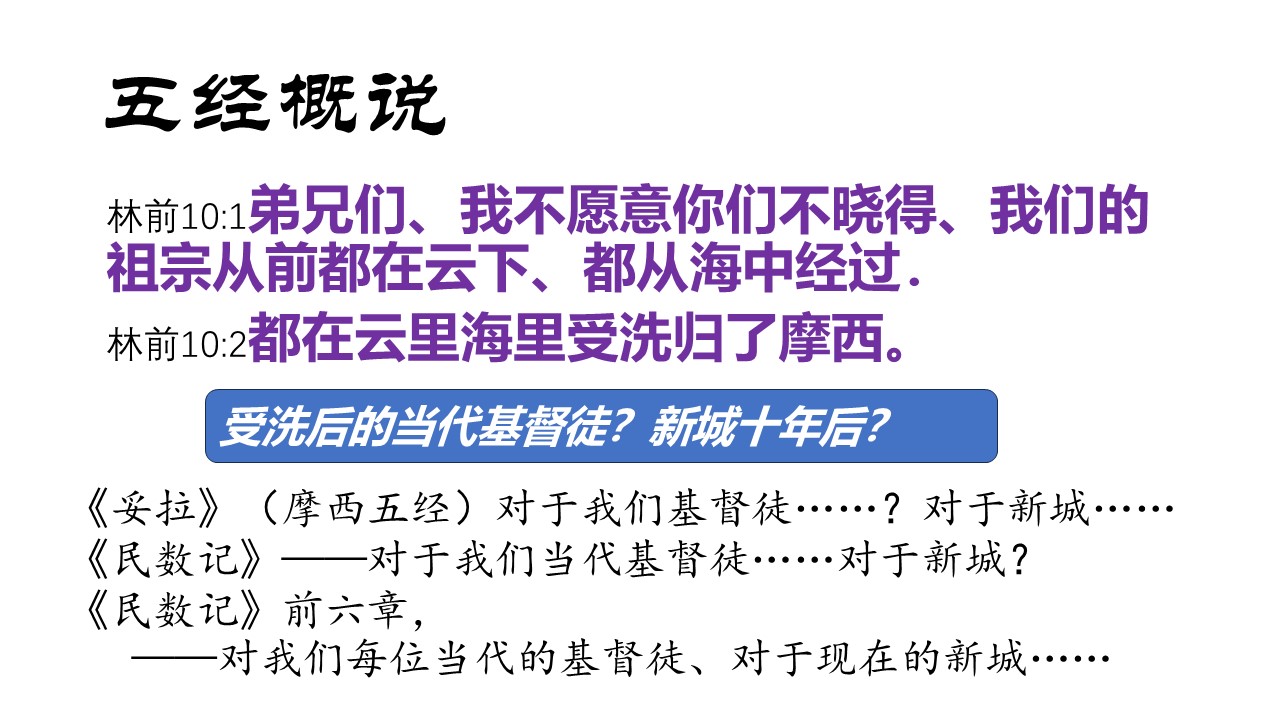 五经概说
林前10:1弟兄们、我不愿意你们不晓得、我们的
祖宗从前都在云下、都从海中经过．
林前10:2都在云里海里受洗归了摩西。
受洗后的当代基督徒？新城十年后？
《妥拉》（摩西五经）对于我们基督徒……？对于新城……
《民数记》——对于我们当代基督徒……对于新城？
《民数记》前六章，
——对我们每位当代的基督徒、对于现在的新城……